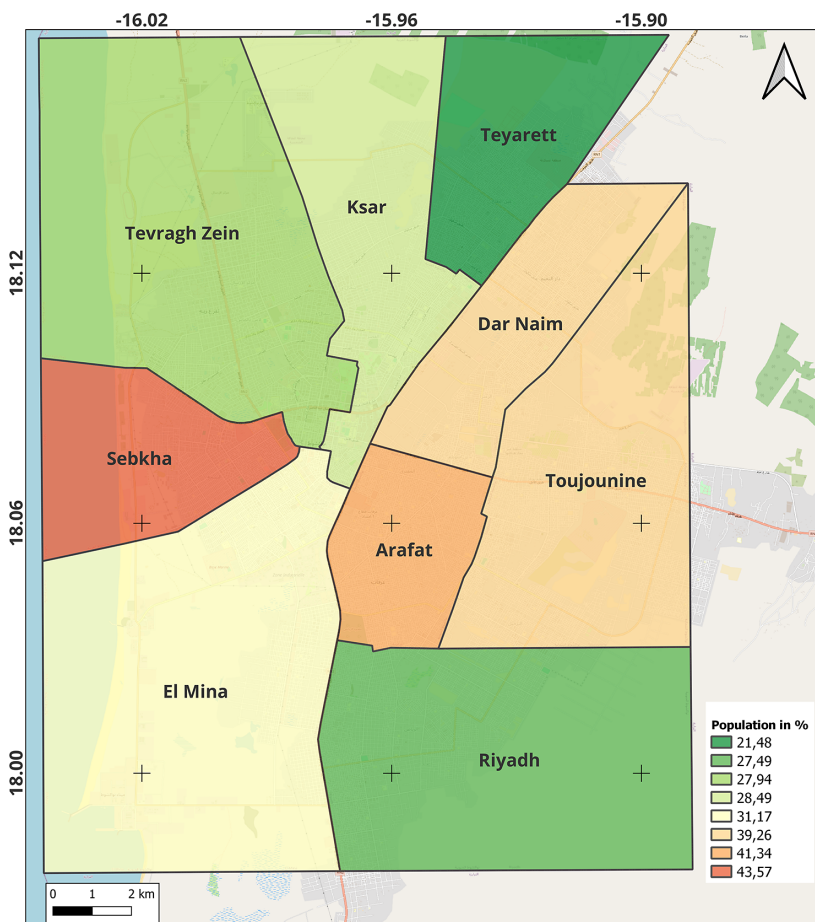 -16.02 -15.96 -15.90
Teyarett
Ksar
Tevragh Zein
18.12
Dar Naim
Sebkha
Toujounine
18.06
Arafat
El Mina
Riyadh
18.00
Population in %
21,48
27,49
27,94
28,49
31,17
39,26
41,34
43,57
0 1 2 km